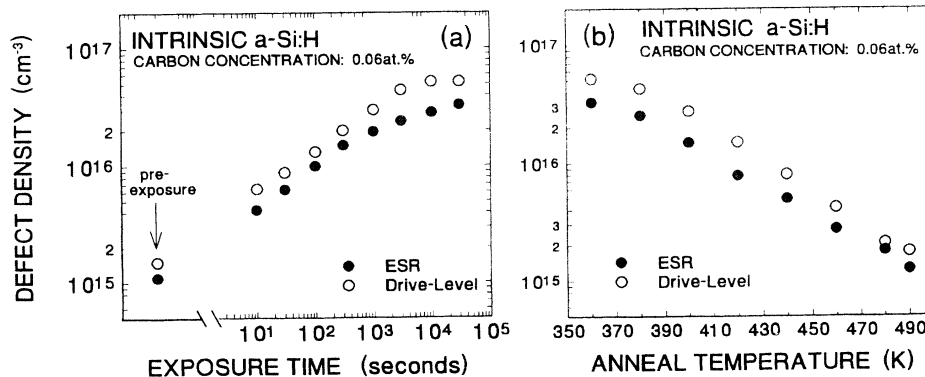 INTRINSIC a-Si:H (a)
CARBON CONCENTRATION: 0.06at.%
DEFECT DENSITY (cm⁻³)
10¹⁷
2
10¹⁶
2
10¹⁵
pre-
exposure
ESR
Drive-Level
10¹ 10² 10³ 10⁴ 10⁵
EXPOSURE TIME (seconds)
(b) INTRINSIC a-Si:H
CARBON CONCENTRATION: 0.06at.%
10¹⁷
3
2
10¹⁶
3
2
10¹⁵
ESR
Drive-Level
350 370 390 410 430 450 470 490
ANNEAL TEMPERATURE (K)